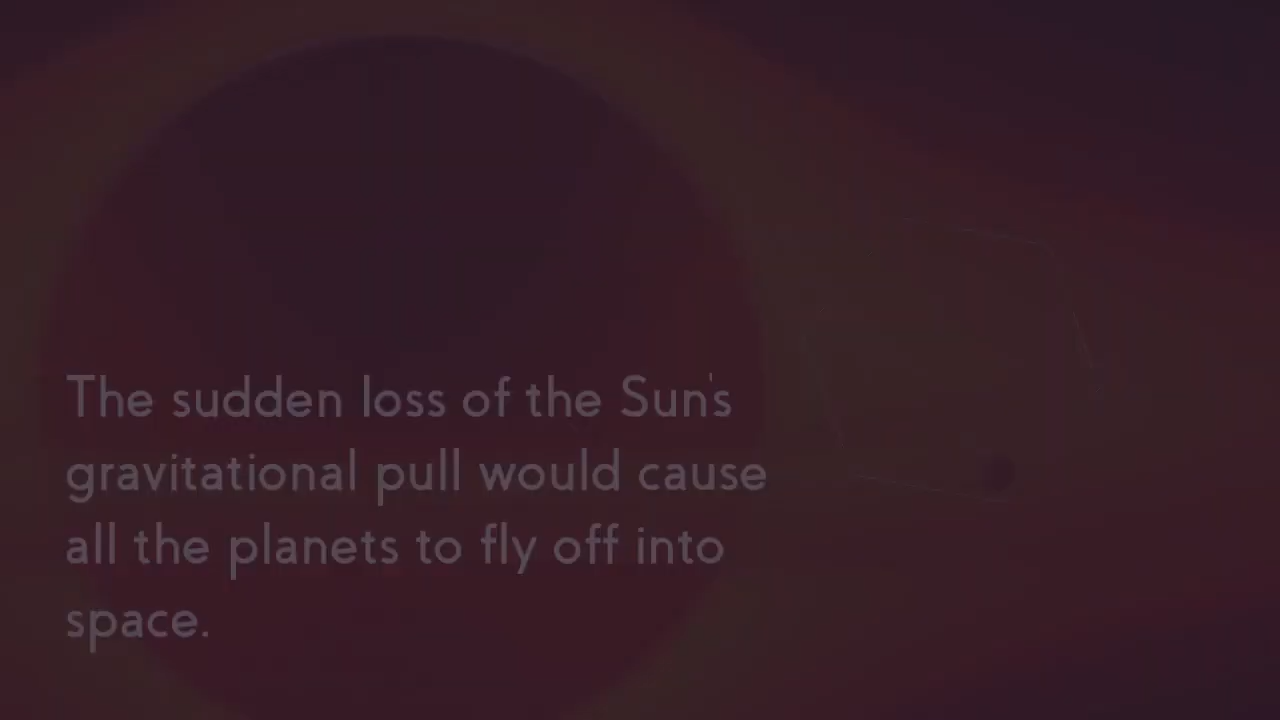 The sudden loss of the Sun's
gravitational pull would cause
all the planets to fly off into
space.